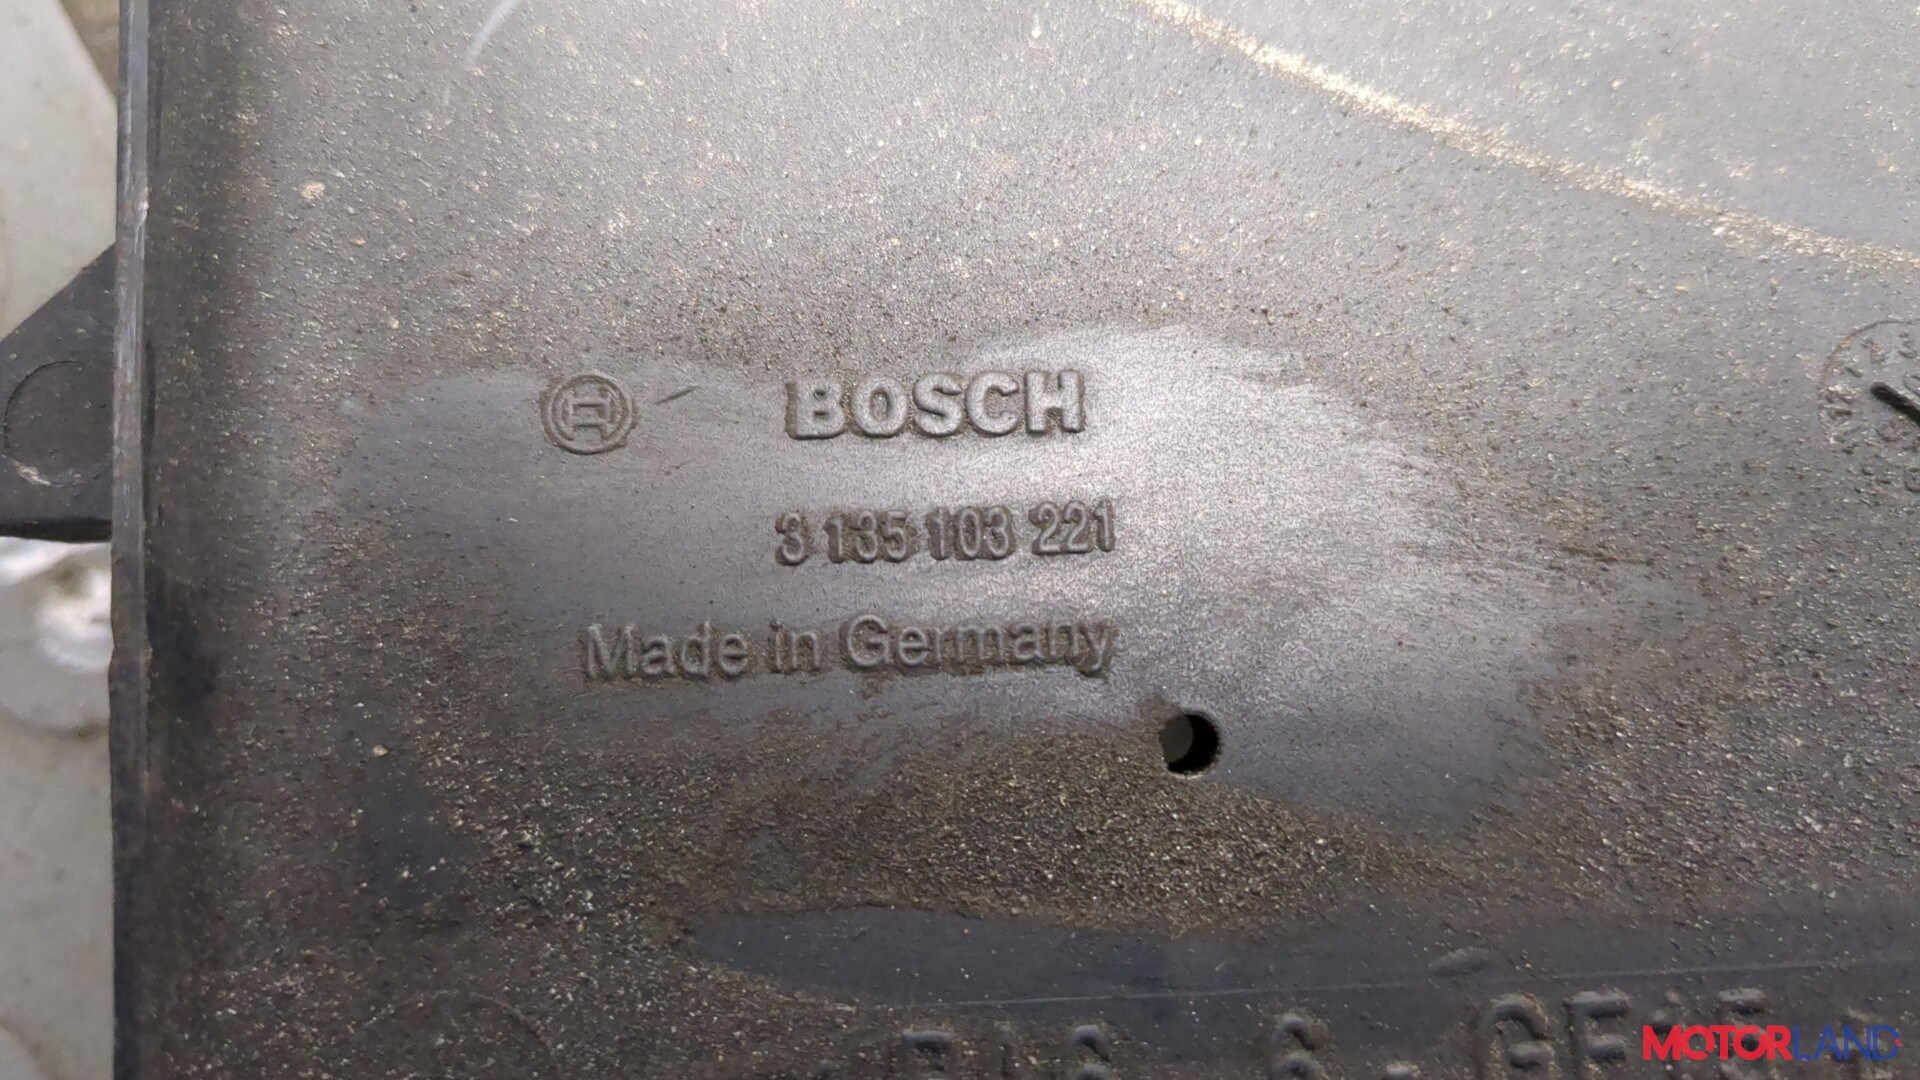 BOSCH
3 135 103 221
Made in Germany
MOTORLAND